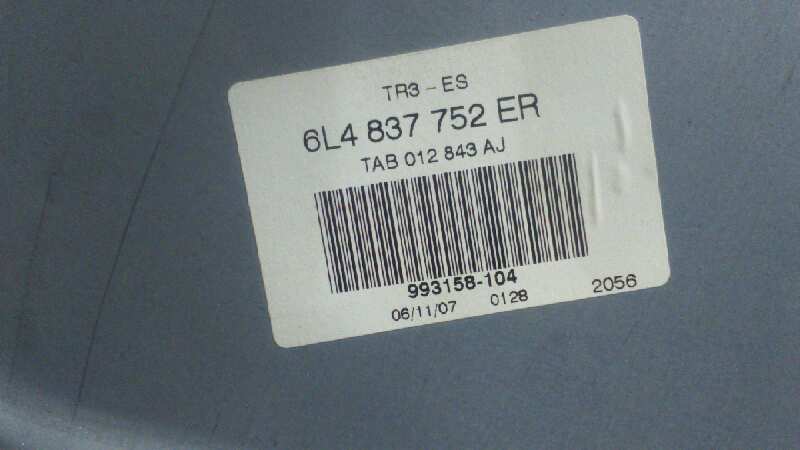 TR3 - ES
6L4 837 752 ER
TAB 012 843 AJ
993158-104
06/11/07 0128 2056